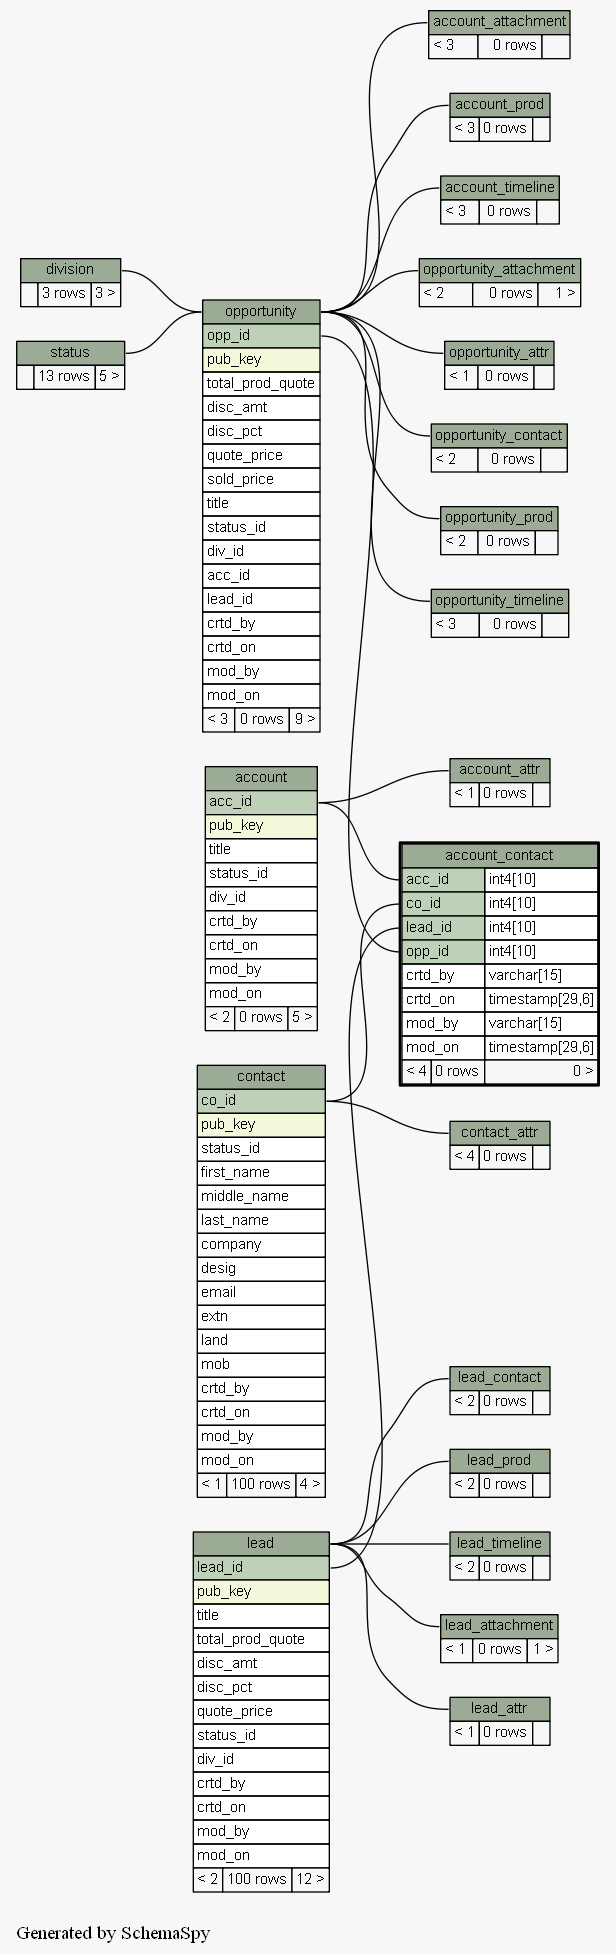 account_attachment
< 3 0 rows
account_prod
< 3 0 rows
account_timeline
< 3 0 rows
division
3 rows 3 >
opportunity_attachment
< 2 0 rows 1 >
status
13 rows 5 >
opportunity
opp_id
pub_key
total_prod_quote
disc_amt
disc_pct
quote_price
sold_price
title
status_id
div_id
acc_id
lead_id
crtd_by
crtd_on
mod_by
mod_on
< 3 0 rows 9 >
opportunity_attr
< 1 0 rows
opportunity_contact
< 2 0 rows
opportunity_prod
< 2 0 rows
opportunity_timeline
< 3 0 rows
account
acc_id
pub_key
title
status_id
div_id
crtd_by
crtd_on
mod_by
mod_on
< 2 0 rows 5 >
account_attr
< 1 0 rows
account_contact
acc_id int4[10]
co_id int4[10]
lead_id int4[10]
opp_id int4[10]
crtd_by varchar[15]
crtd_on timestamp[29,6]
mod_by varchar[15]
mod_on timestamp[29,6]
< 4 0 rows 0 >
contact
co_id
pub_key
status_id
first_name
middle_name
last_name
company
desig
email
extn
land
mob
crtd_by
crtd_on
mod_by
mod_on
< 1 100 rows 4 >
contact_attr
< 4 0 rows
lead_contact
< 2 0 rows
lead_prod
< 2 0 rows
lead_timeline
< 2 0 rows
lead_attachment
< 1 0 rows 1 >
lead_attr
< 1 0 rows
lead
lead_id
pub_key
title
total_prod_quote
disc_amt
disc_pct
quote_price
status_id
div_id
crtd_by
crtd_on
mod_by
mod_on
< 2 100 rows 12 >
Generated by SchemaSpy